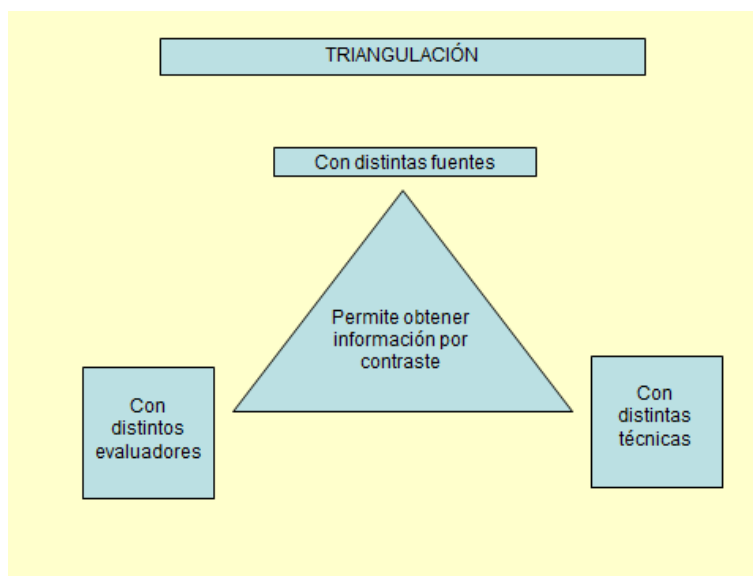 TRIANGULACIÓN
Con distintas fuentes
Permite obtener
información por
contraste
Con
distintos
evaluadores
Con
distintas
técnicas